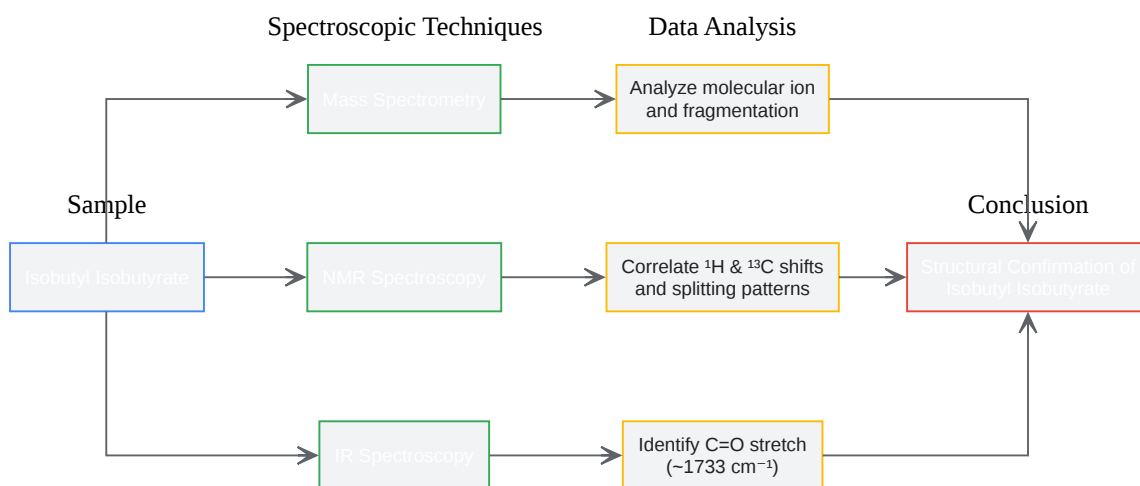 Spectroscopic Techniques
Data Analysis
Mass Spectrometry
Analyze molecular ion
and fragmentation
Sample
Conclusion
Isobutyl Isobutyrate
NMR Spectroscopy
Correlate ¹H & ¹³C shifts
and splitting patterns
Structural Confirmation of
Isobutyl Isobutyrate
IR Spectroscopy
Identify C=O stretch
(~1733 cm⁻¹)